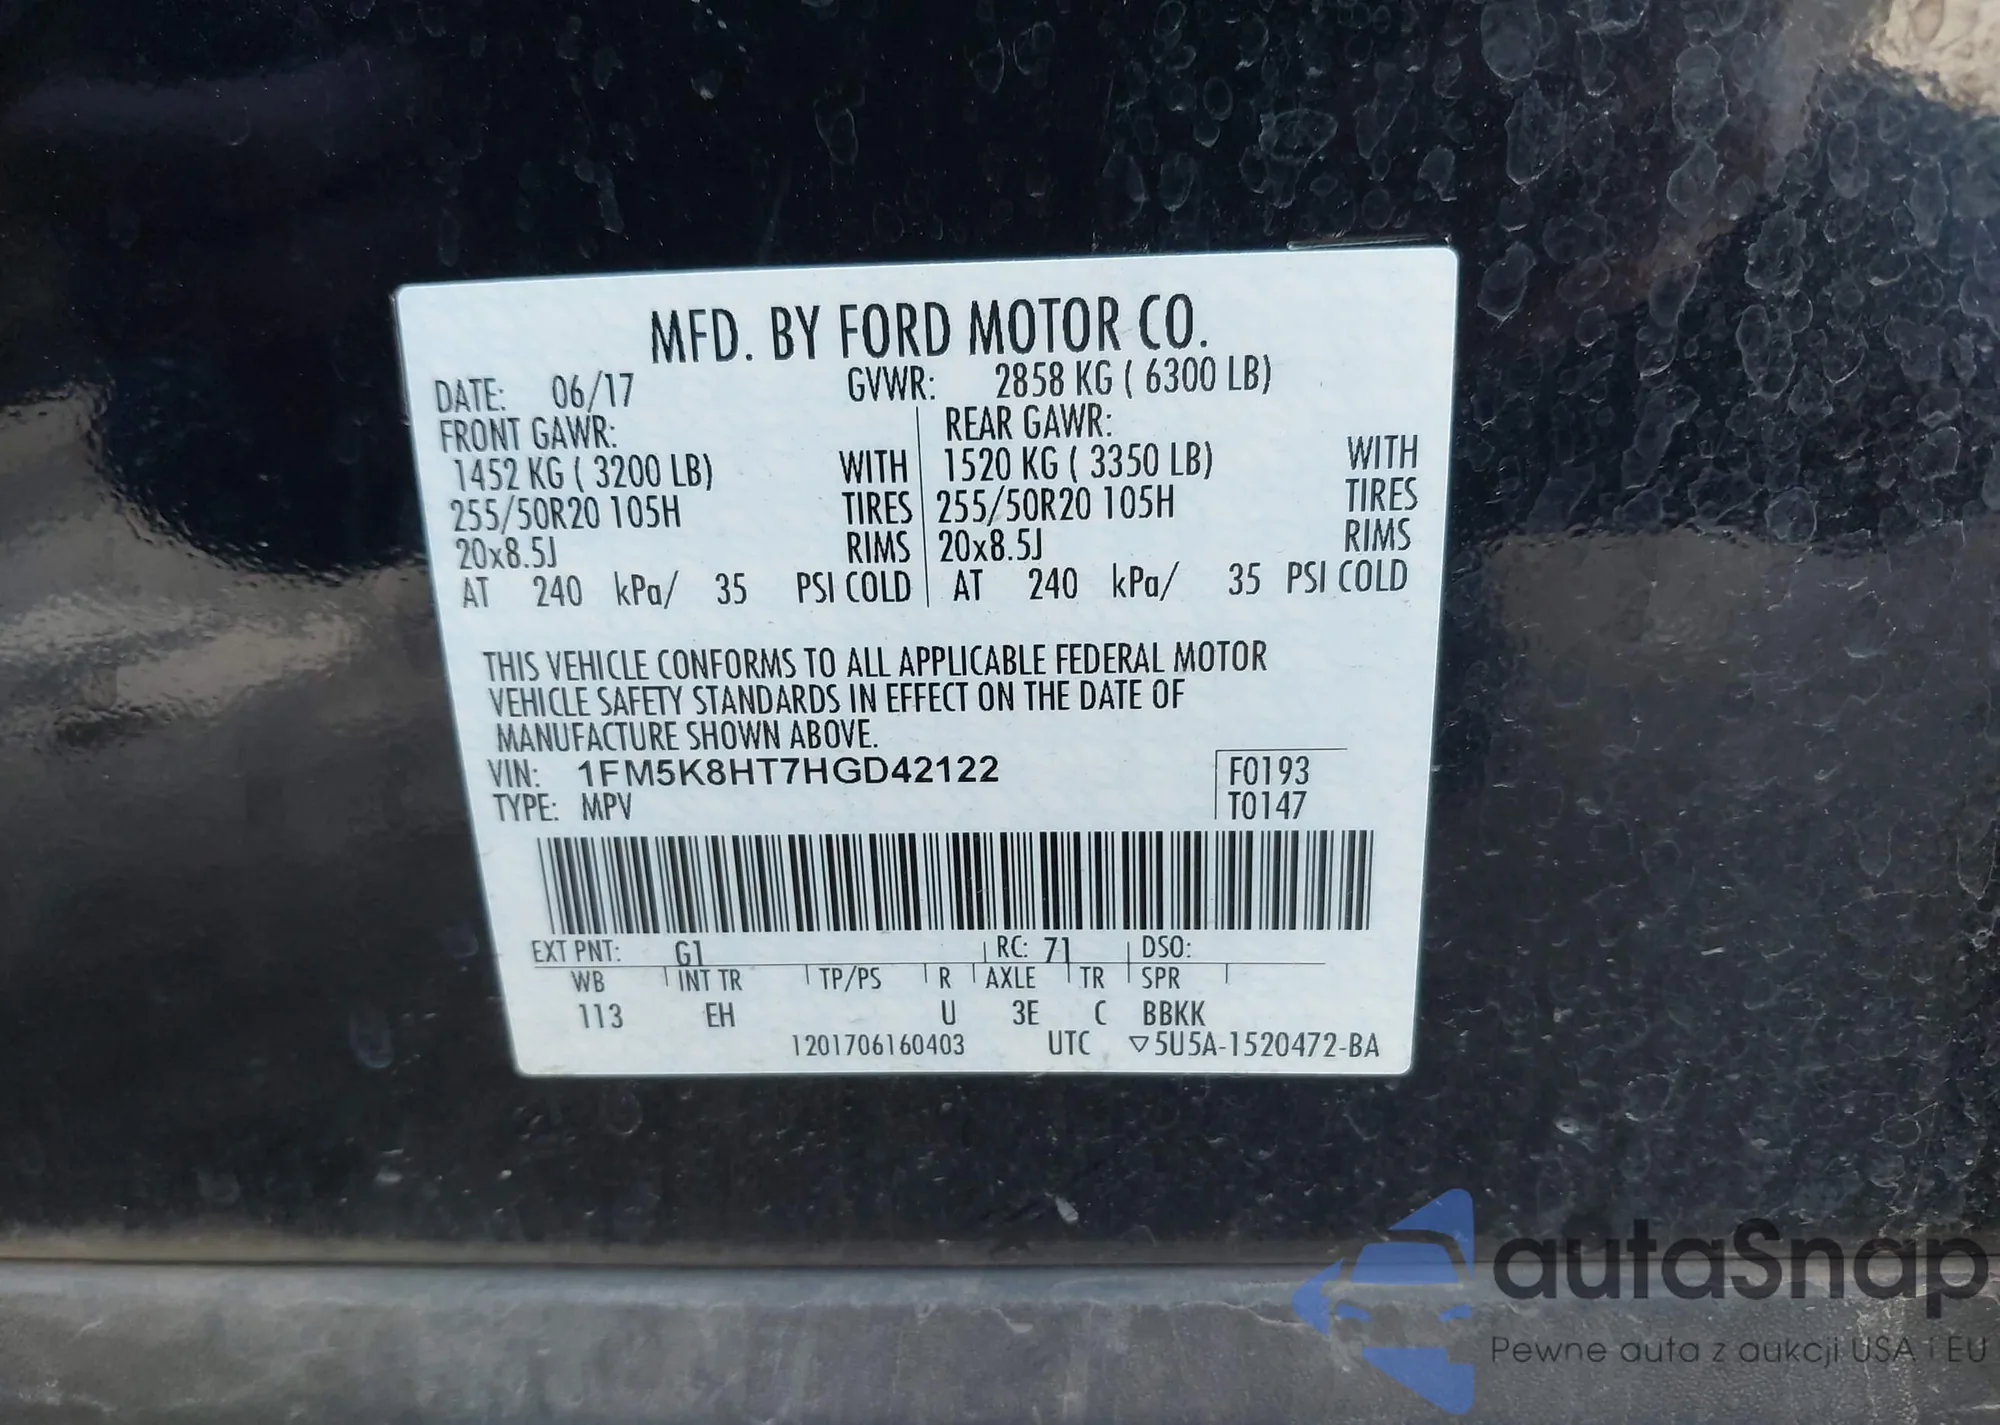 MFD. BY FORD MOTOR CO.
DATE: 06/17 GVWR: 2858 KG ( 6300 LB)
FRONT GAWR: REAR GAWR:
1452 KG ( 3200 LB) WITH 1520 KG ( 3350 LB) WITH
255/50R20 105H TIRES 255/50R20 105H TIRES
20x8.5J RIMS 20x8.5J RIMS
AT 240 kPa/ 35 PSI COLD AT 240 kPa/ 35 PSI COLD
THIS VEHICLE CONFORMS TO ALL APPLICABLE FEDERAL MOTOR
VEHICLE SAFETY STANDARDS IN EFFECT ON THE DATE OF
MANUFACTURE SHOWN ABOVE.
VIN: 1FM5K8HT7HGD42122 F0193
TYPE: MPV T0147
EXT PNT: G1 RC: 71 DSO:
WB INT TR TP/PS R AXLE TR SPR
113 EH U 3E C BBKK
1201706160403 UTC ▽5U5A-1520472-BA
autaSnap
Pewne auta z aukcji USA i EU